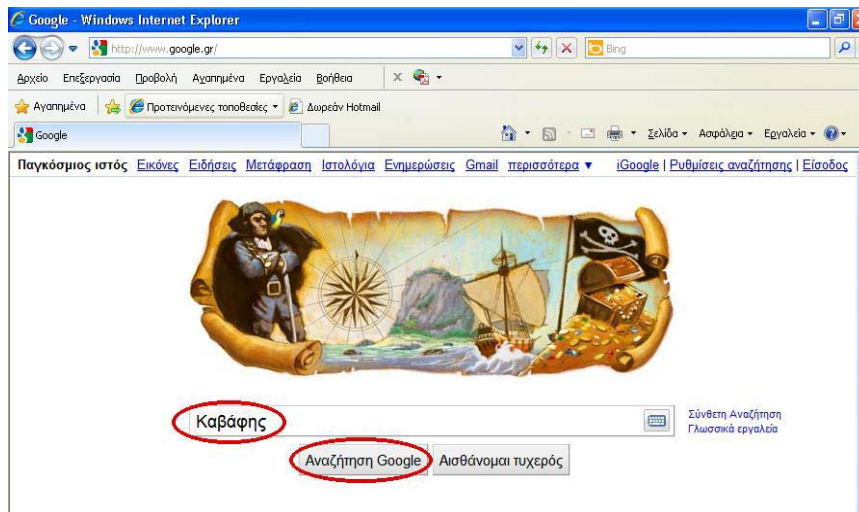 Google - Windows Internet Explorer
http://www.google.gr/
Bing
Αρχείο Επεξεργασία Προβολή Αγαπημένα Εργαλεία Βοήθεια
Αγαπημένα Προτεινόμενες τοποθεσίες Δωρεάν Hotmail
Google Σελίδα Ασφάλεια Εργαλεία
Παγκόσμιος ιστός Εικόνες Ειδήσεις Μετάφραση Ιστολόγια Ενημερώσεις Gmail περισσότερα ▼ iGoogle | Ρυθμίσεις αναζήτησης | Είσοδος
Καβάφης
Σύνθετη Αναζήτηση
Γλωσσικά εργαλεία
Αναζήτηση Google Αισθάνομαι τυχερός